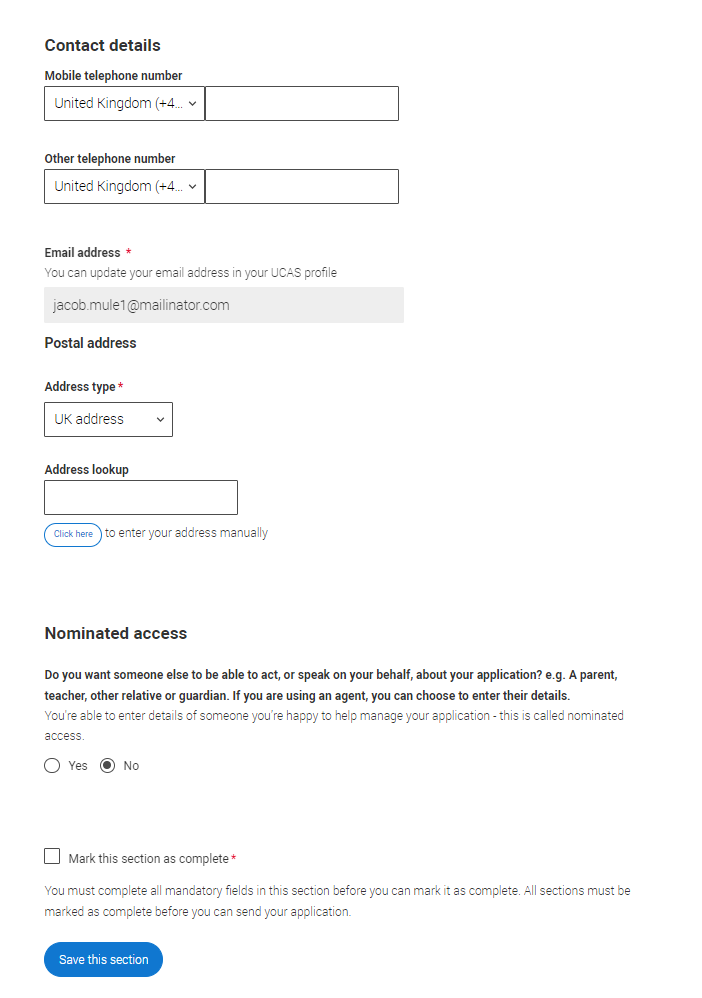 Contact details
Mobile telephone number
United Kingdom (+4...
Other telephone number
United Kingdom (+4...
Email address *
You can update your email address in your UCAS profile
jacob.mule1@mailinator.com
Postal address
Address type *
UK address
Address lookup
Click here to enter your address manually
Nominated access
Do you want someone else to be able to act, or speak on your behalf, about your application? e.g. A parent,
teacher, other relative or guardian. If you are using an agent, you can choose to enter their details.
You're able to enter details of someone you're happy to help manage your application - this is called nominated
access.
Yes No
Mark this section as complete *
You must complete all mandatory fields in this section before you can mark it as complete. All sections must be
marked as complete before you can send your application.
Save this section